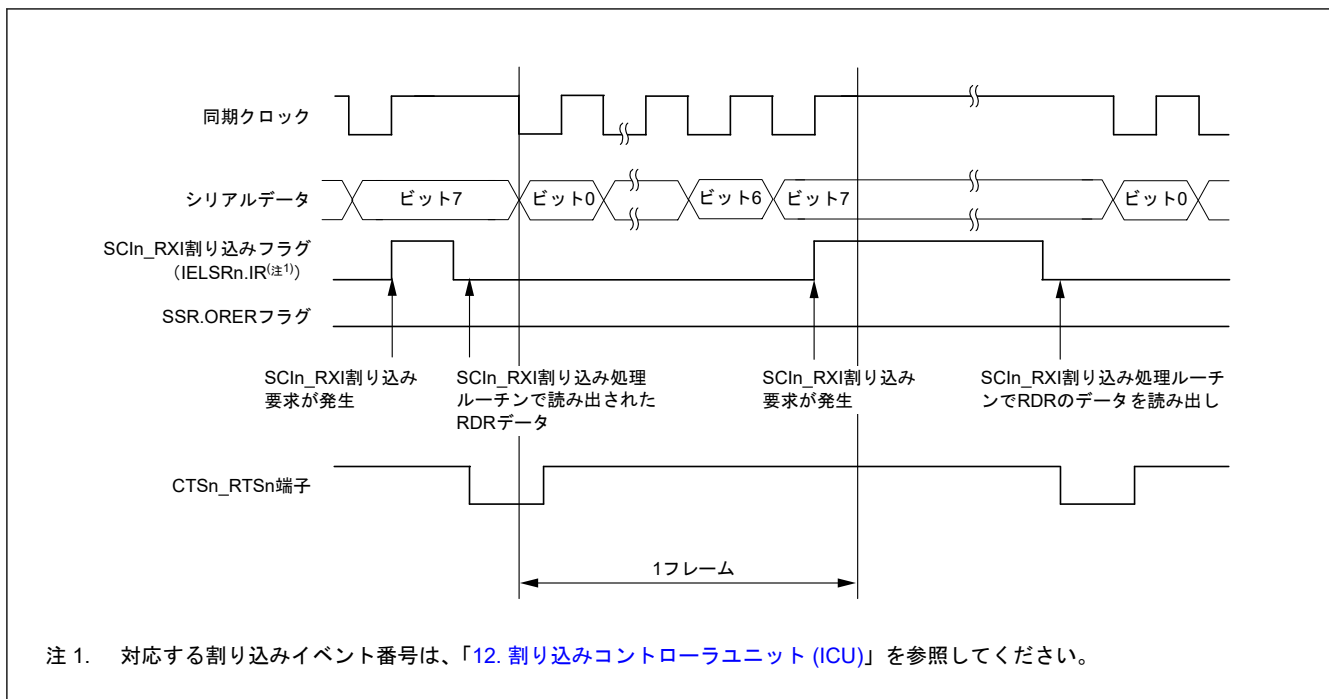 同期クロック
シリアルデータ
ビット7
ビット0
ビット6
ビット7
ビット0
SCIn_RXI割り込みフラグ
（IELSRn.IR(注1)）
SSR.ORERフラグ
SCIn_RXI割り込み
要求が発生
SCIn_RXI割り込み処理
ルーチンで読み出された
RDRデータ
SCIn_RXI割り込み
要求が発生
SCIn_RXI割り込み処理ルーチ
ンでRDRのデータを読み出し
CTSn_RTSn端子
1フレーム
注 1. 対応する割り込みイベント番号は、「12. 割り込みコントローラユニット (ICU)」を参照してください。